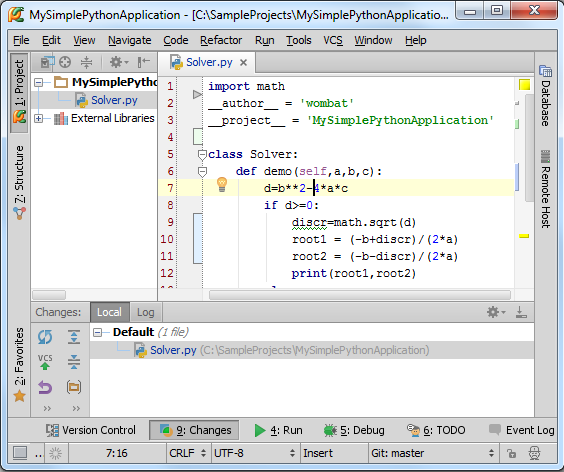 MySimplePythonApplication - [C:\SampleProjects\MySimplePythonApplicatio...
File Edit View Navigate Code Refactor Run Tools VCS Window Help
1: Project
7: Structure
2: Favorites
MySimplePytho
Solver.py
External Libraries
Solver.py
1 import math
2 __author__ = 'wombat'
3 __project__ = 'MySimplePythonApplication'
4
5 class Solver:
6 def demo(self,a,b,c):
7 d=b**2-4*a*c
8 if d>=0:
9 discr=math.sqrt(d)
10 root1 = (-b+discr)/(2*a)
11 root2 = (-b-discr)/(2*a)
12 print(root1,root2)
Database
Remote Host
Changes: Local Log
VCS
Default (1 file)
Solver.py (C:\SampleProjects\MySimplePythonApplication)
Version Control 9: Changes 4: Run 5: Debug 6: TODO Event Log
7:16 CRLF UTF-8 Insert Git: master